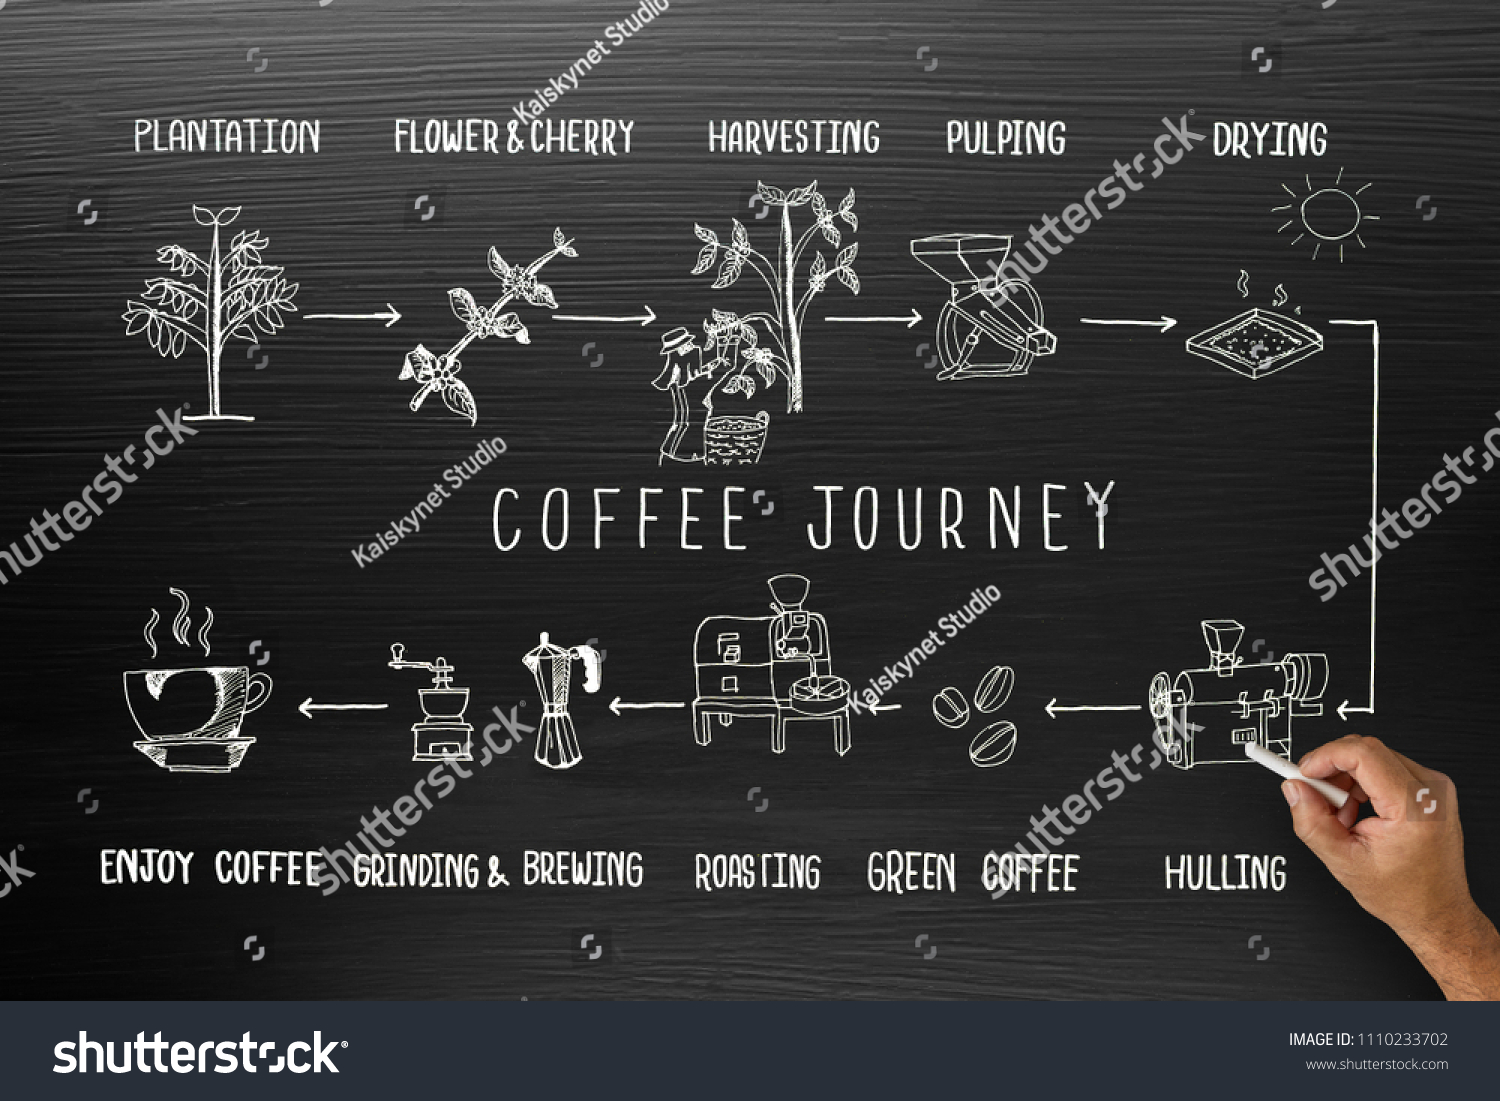 PLANTATION
FLOWER & CHERRY
HARVESTING
PULPING
DRYING
COFFEE JOURNEY
ENJOY COFFEE
GRINDING & BREWING
ROASTING
GREEN COFFEE
HULLING
Kaiskynet Studio
Kaiskynet Studio
Kaiskynet Studio
shutterstock
shutterstock
shutterstock
shutterstock
shutterstock
shutterstock
IMAGE ID: 1110233702
www.shutterstock.com